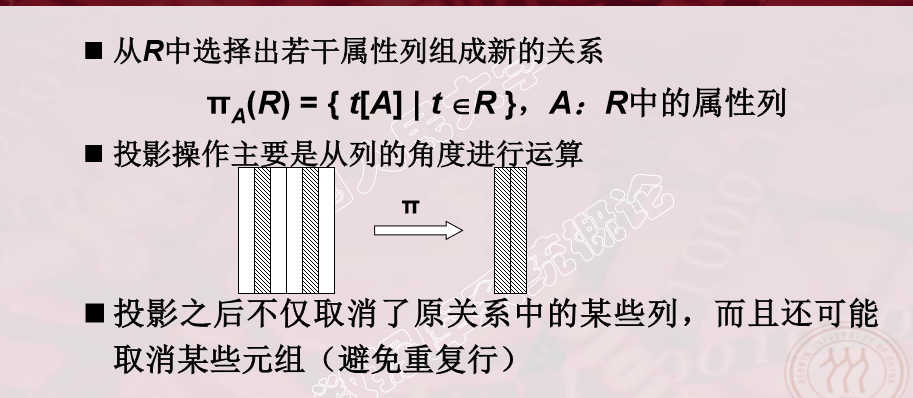 ■ 从R中选择出若干属性列组成新的关系
πA(R) = { t[A] | t ∈R }，A：R中的属性列
■ 投影操作主要是从列的角度进行运算
π
■ 投影之后不仅取消了原关系中的某些列，而且还可能
取消某些元组（避免重复行）